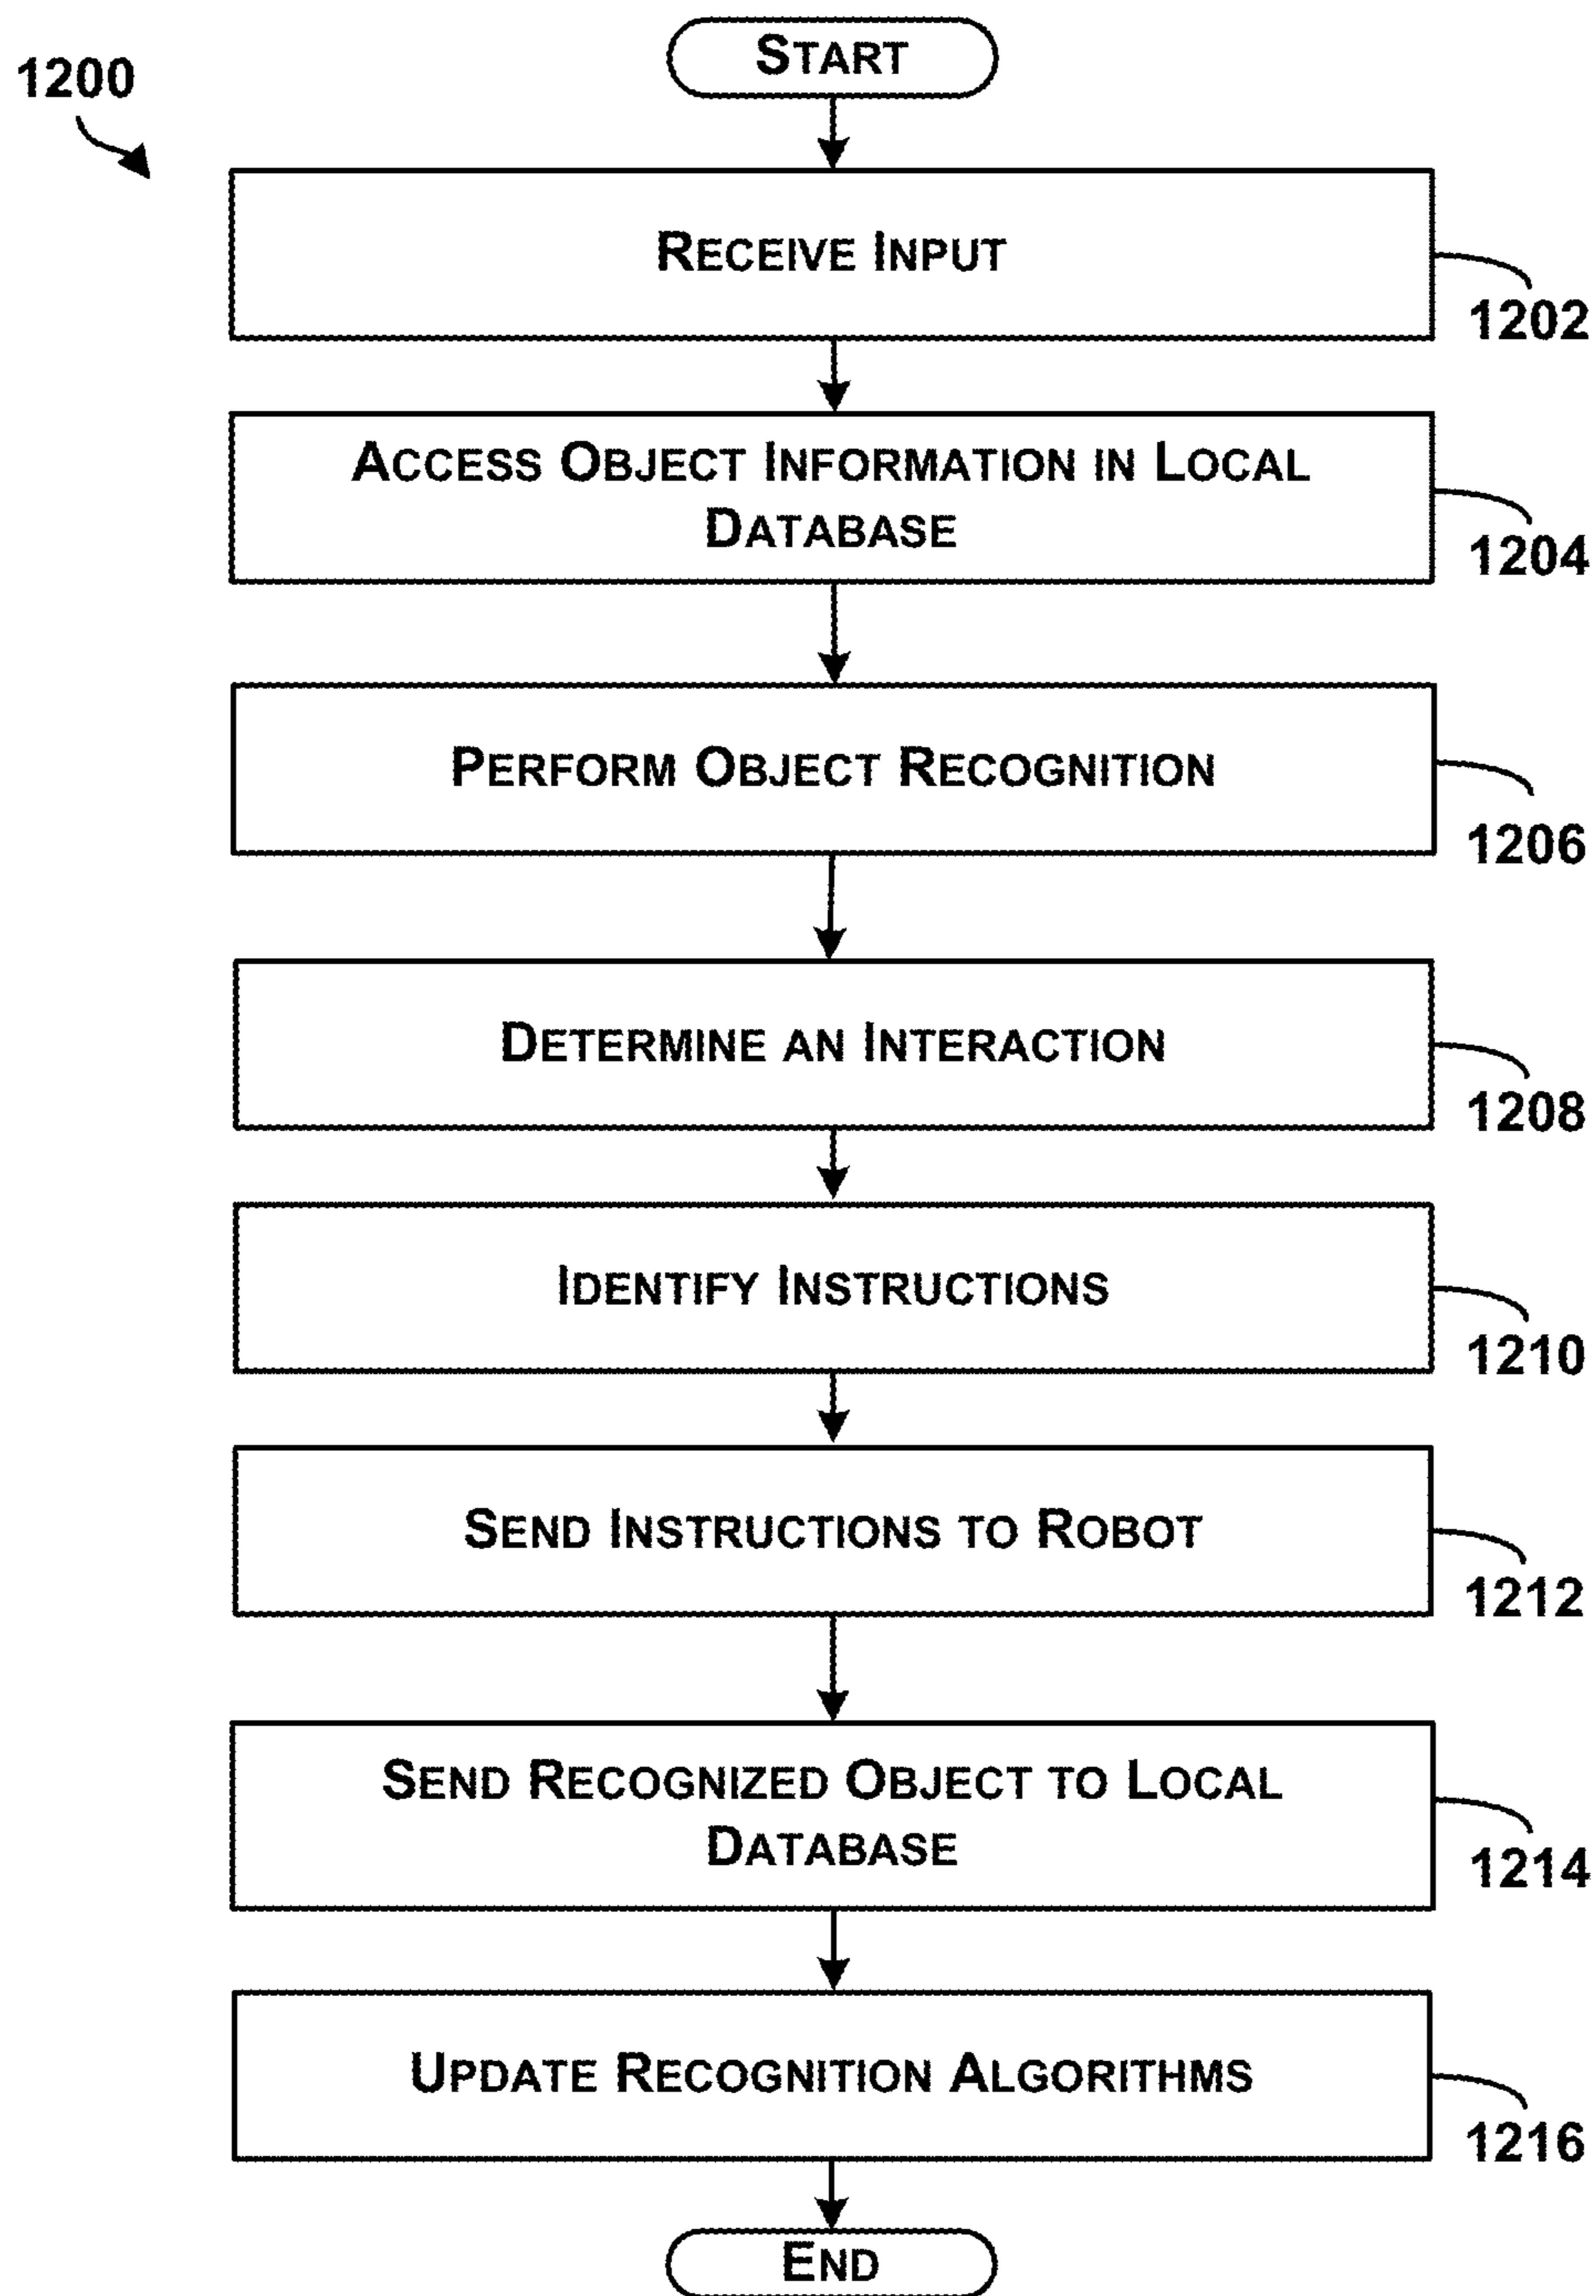 START
1200
RECEIVE INPUT
1202
ACCESS OBJECT INFORMATION IN LOCAL
DATABASE
1204
PERFORM OBJECT RECOGNITION
1206
DETERMINE AN INTERACTION
1208
IDENTIFY INSTRUCTIONS
1210
SEND INSTRUCTIONS TO ROBOT
1212
SEND RECOGNIZED OBJECT TO LOCAL
DATABASE
1214
UPDATE RECOGNITION ALGORITHMS
1216
END